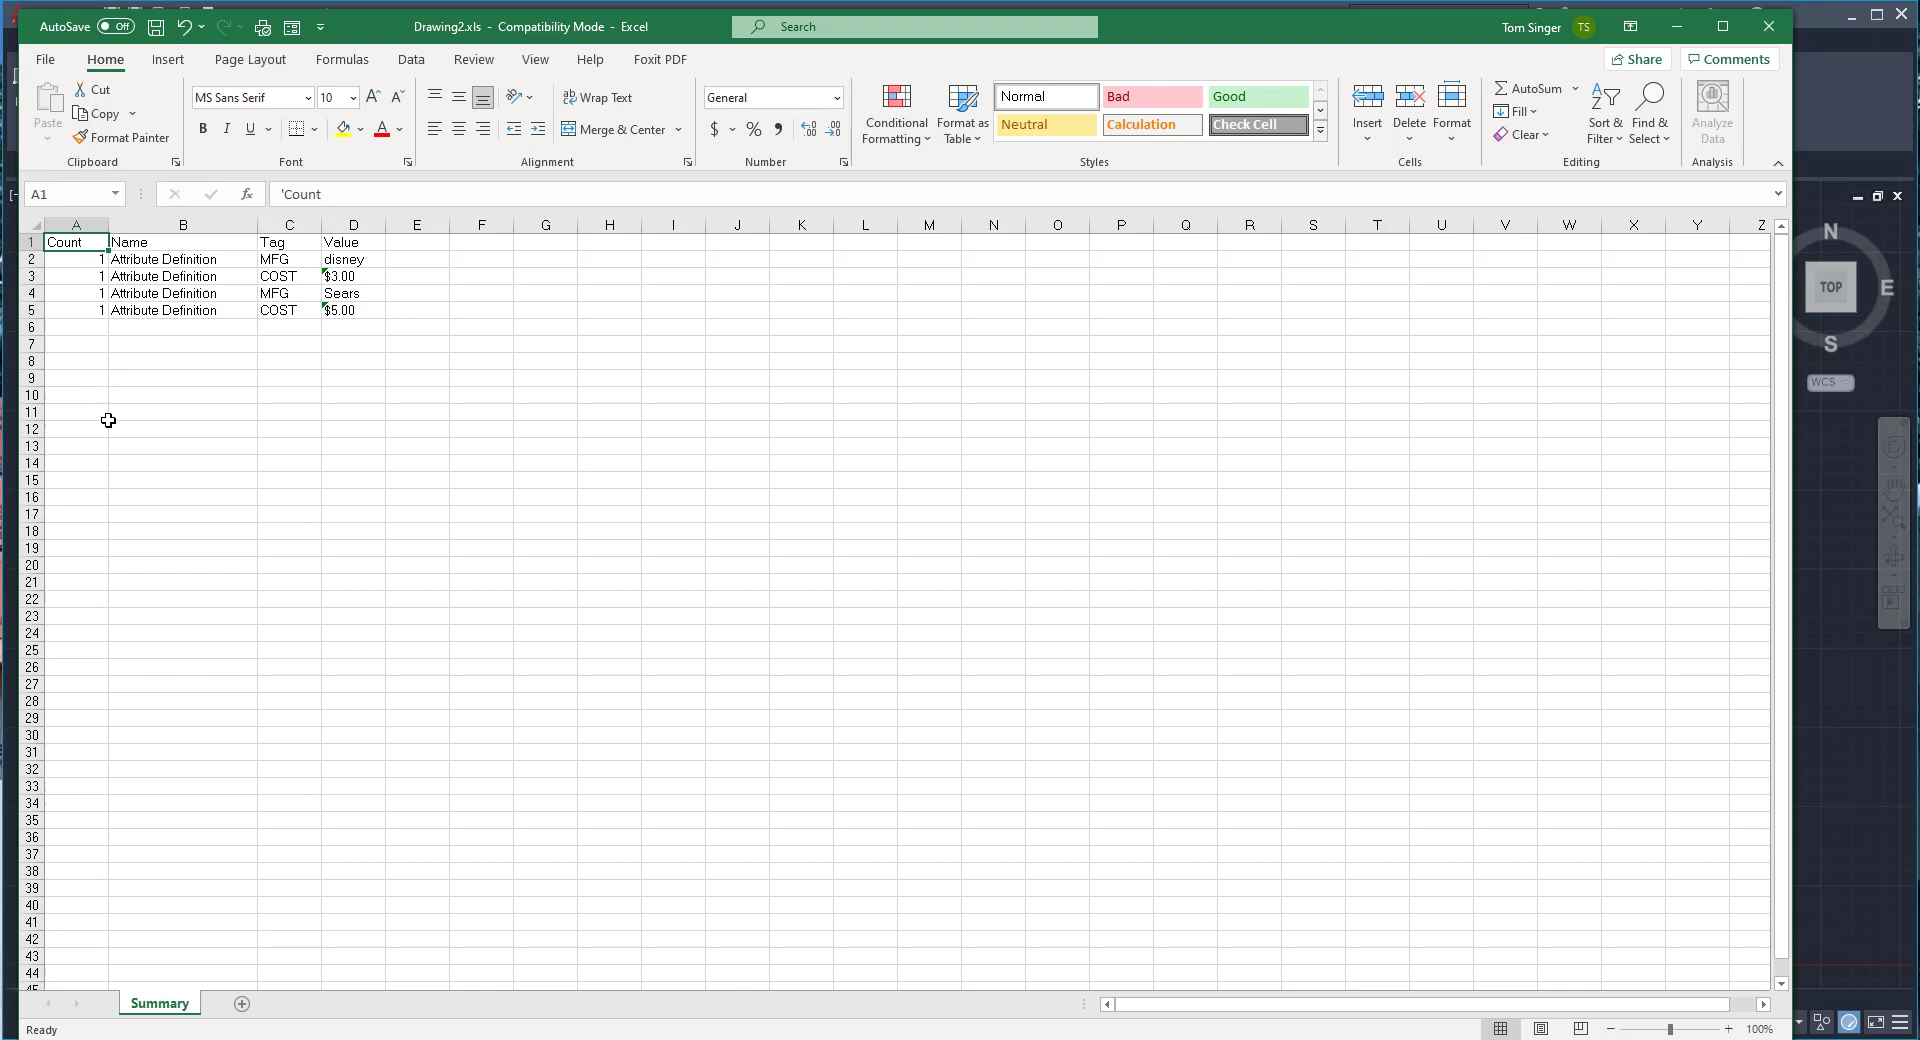 AutoSave Off Drawing2.xls - Compatibility Mode - Excel Search Tom Singer TS
File Home Insert Page Layout Formulas Data Review View Help Foxit PDF Share Comments
Paste Cut Copy Format Painter Clipboard
MS Sans Serif 10 A A B I U A Font
ab Wrap Text Merge & Center Alignment
General $ % , Number
Conditional Formatting Format as Table Normal Bad Good Neutral Calculation Check Cell Styles
Insert Delete Format Cells
AutoSum Fill Clear Sort & Filter Find & Select Editing
Analyze Data Analysis
A1 fx 'Count
A B C D E F G H I J K L M N O P Q R S T U V W X Y Z
1 Count Name Tag Value
2 1 Attribute Definition MFG disney
3 1 Attribute Definition COST $3.00
4 1 Attribute Definition MFG Sears
5 1 Attribute Definition COST $5.00
6
7
8
9
10
11
12
13
14
15
16
17
18
19
20
21
22
23
24
25
26
27
28
29
30
31
32
33
34
35
36
37
38
39
40
41
42
43
44
45
Summary
Ready 100%
N
TOP E
S
WCS